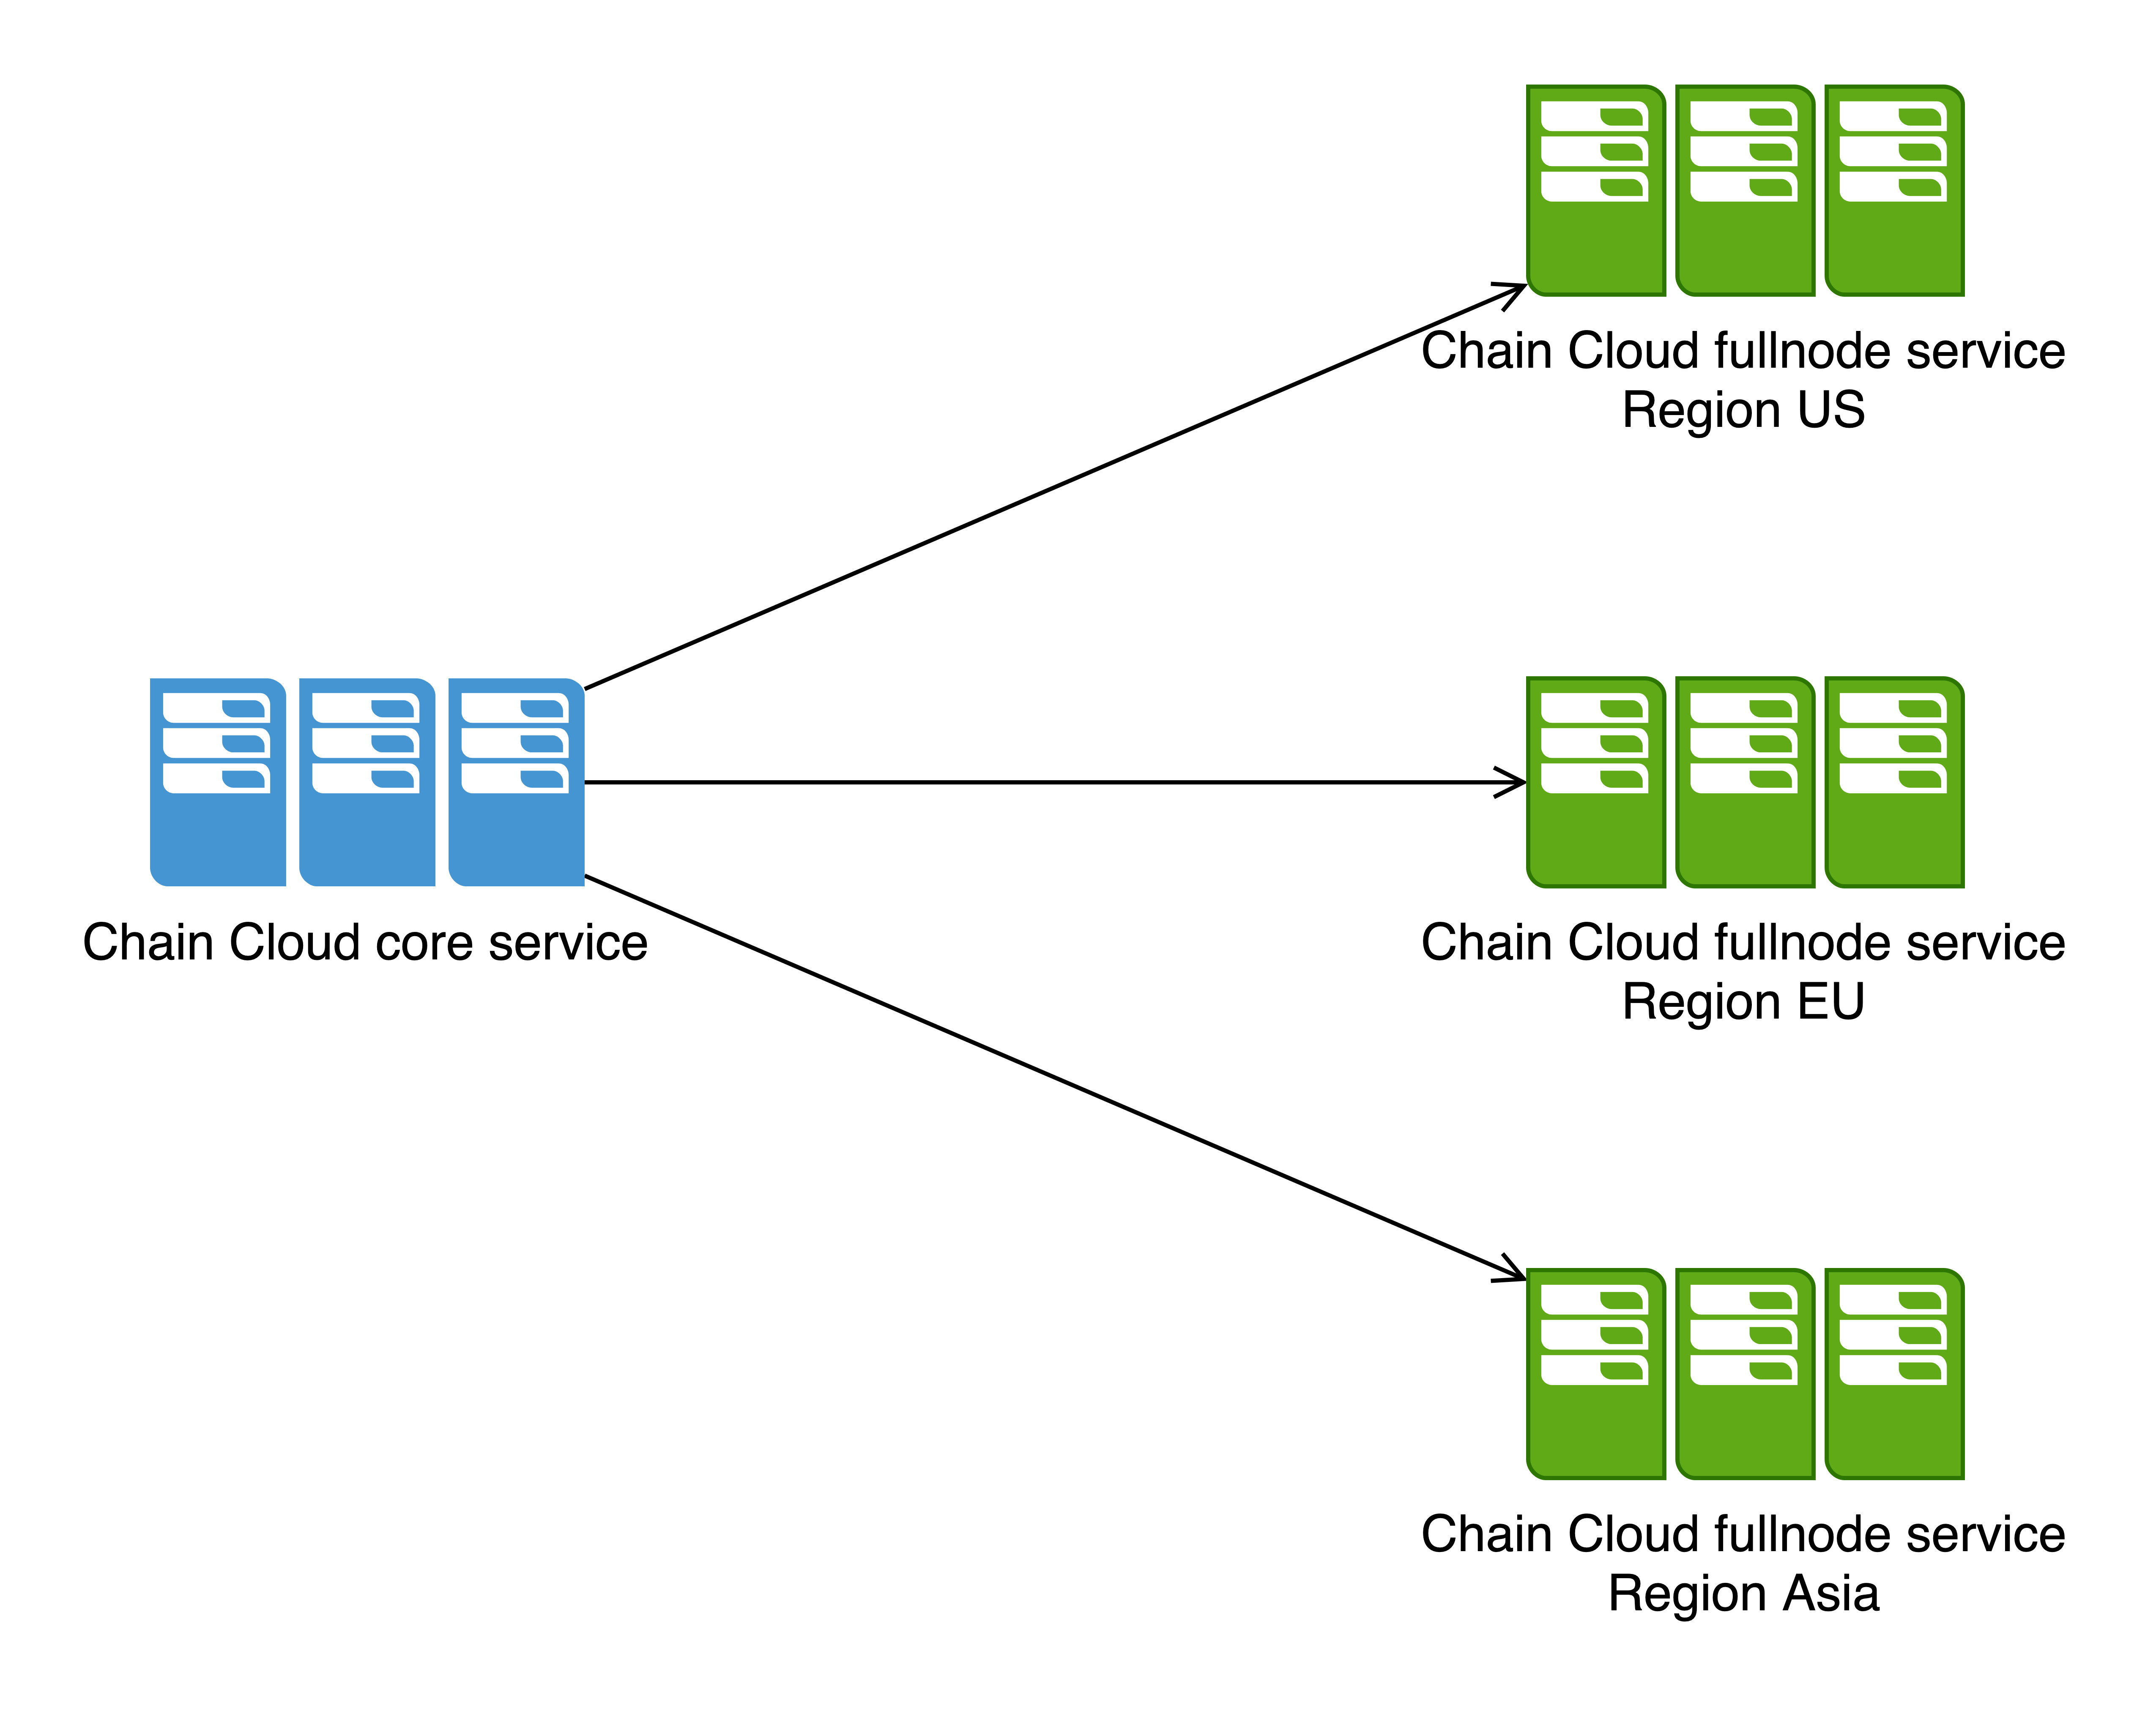 Chain Cloud fullnode service
Region US
Chain Cloud core service
Chain Cloud fullnode service
Region EU
Chain Cloud fullnode service
Region Asia